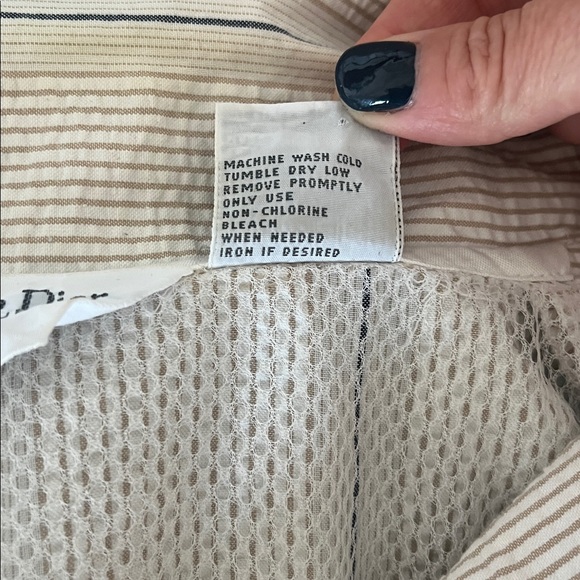 MACHINE WASH COLD
TUMBLE DRY LOW
REMOVE PROMPTLY
ONLY USE
NON-CHLORINE
BLEACH
WHEN NEEDED
IRON IF DESIRED
Dior